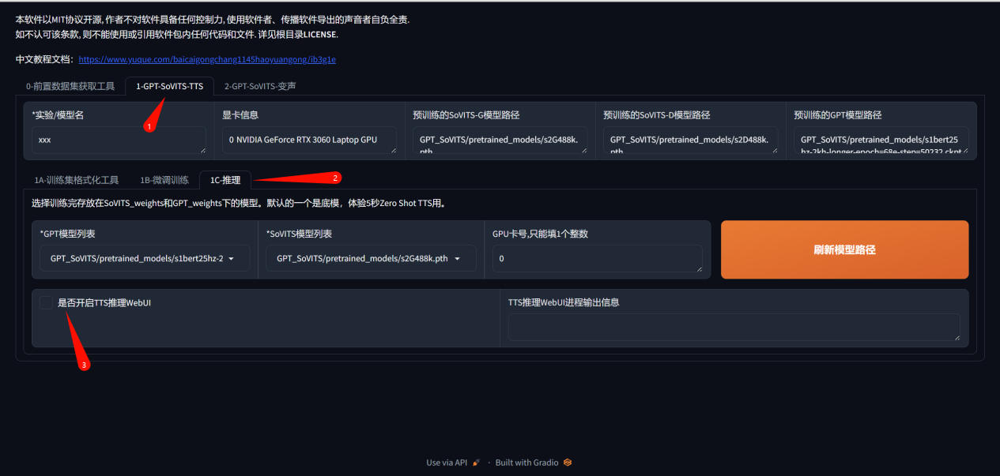 本软件以MIT协议开源, 作者不对软件具备任何控制力, 使用软件者、传播软件导出的声音者自负全责.
如不认可该条款, 则不能使用或引用软件包内任何代码和文件. 详见根目录LICENSE.
中文教程文档：https://www.yuque.com/baicaigongchang1145haoyuangong/ib3g1e
0-前置数据集获取工具 1-GPT-SoVITS-TTS 2-GPT-SoVITS-变声
*实验/模型名 显卡信息 预训练的SoVITS-G模型路径 预训练的SoVITS-D模型路径 预训练的GPT模型路径
1
xxx 0 NVIDIA GeForce RTX 3060 Laptop GPU GPT_SoVITS/pretrained_models/s2G488k. GPT_SoVITS/pretrained_models/s2D488k. GPT_SoVITS/pretrained_models/s1bert25
pth pth hz-2kh-longer-epoch=68e-step=50232.ckpt
1A-训练集格式化工具 1B-微调训练 1C-推理 2
选择训练完存放在SoVITS_weights和GPT_weights下的模型。默认的一个是底模，体验5秒Zero Shot TTS用。
*GPT模型列表 *SoVITS模型列表 GPU卡号,只能填1个整数
刷新模型路径
GPT_SoVITS/pretrained_models/s1bert25hz-2 GPT_SoVITS/pretrained_models/s2G488k.pth 0
是否开启TTS推理WebUI TTS推理WebUI进程输出信息
3
Use via API · Built with Gradio